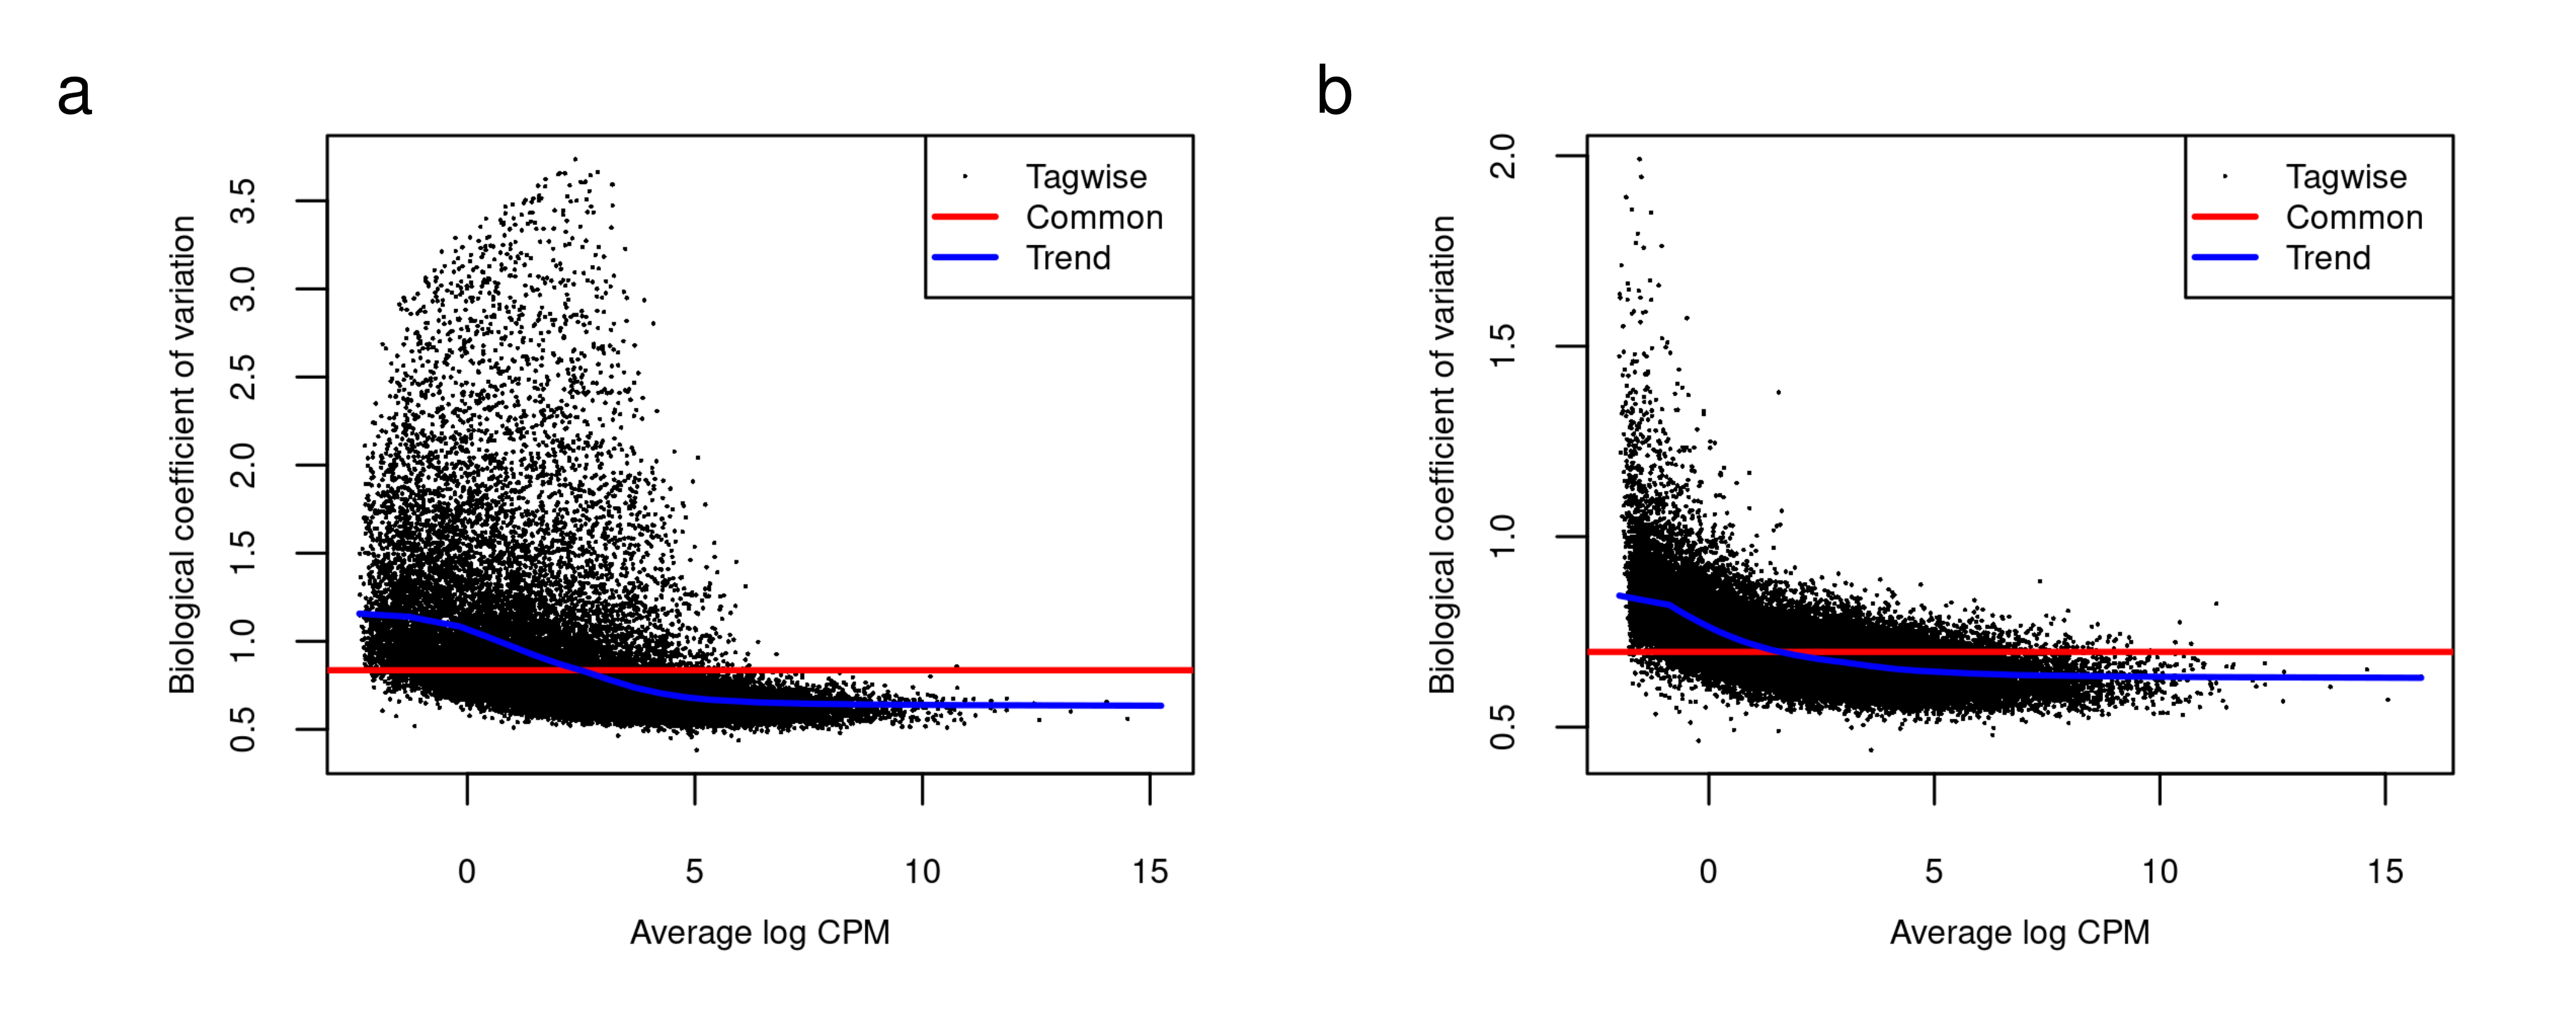 a
Biological coefficient of variation
3.5
3.0
2.5
2.0
1.5
1.0
0.5
Tagwise
Common
Trend
0 5 10 15
Average log CPM
b
Biological coefficient of variation
2.0
1.5
1.0
0.5
Tagwise
Common
Trend
0 5 10 15
Average log CPM